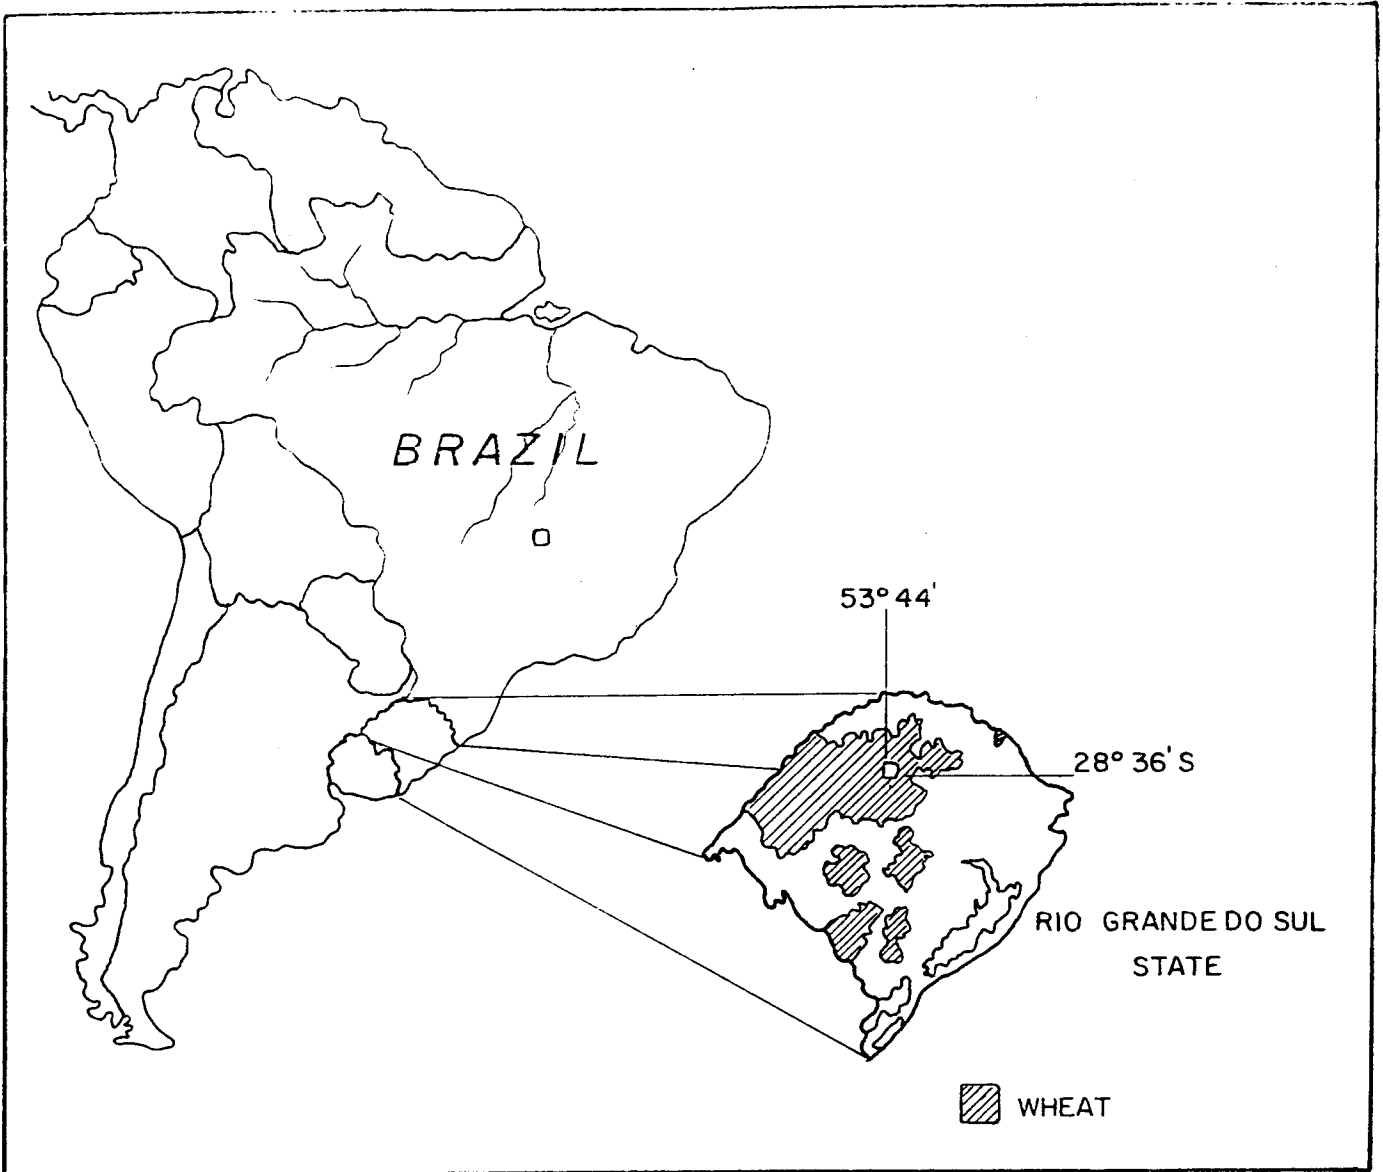 BRAZIL
53° 44'
28° 36' S
RIO GRANDE DO SUL
STATE
WHEAT